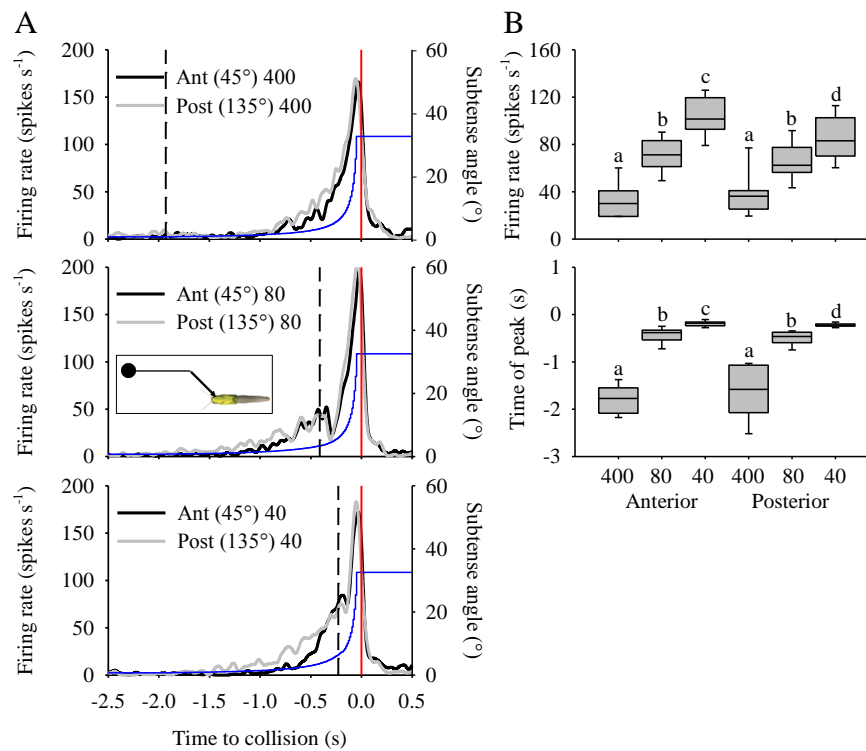 A
B
200
150
100
50
0
Firing rate (spikes s-1)
Ant (45°) 400
Post (135°) 400
60
40
20
0
Subtense angle (°)
200
150
100
50
0
Firing rate (spikes s-1)
Ant (45°) 80
Post (135°) 80
60
40
20
0
Subtense angle (°)
200
150
100
50
0
Firing rate (spikes s-1)
Ant (45°) 40
Post (135°) 40
60
40
20
0
Subtense angle (°)
-2.5 -2.0 -1.5 -1.0 -0.5 0.0 0.5
Time to collision (s)
160
120
80
40
0
Firing rate (spikes s-1)
a b c a b d
1
0
-1
-2
-3
Time of peak (s)
a b c a b d
400 80 40 400 80 40
Anterior Posterior